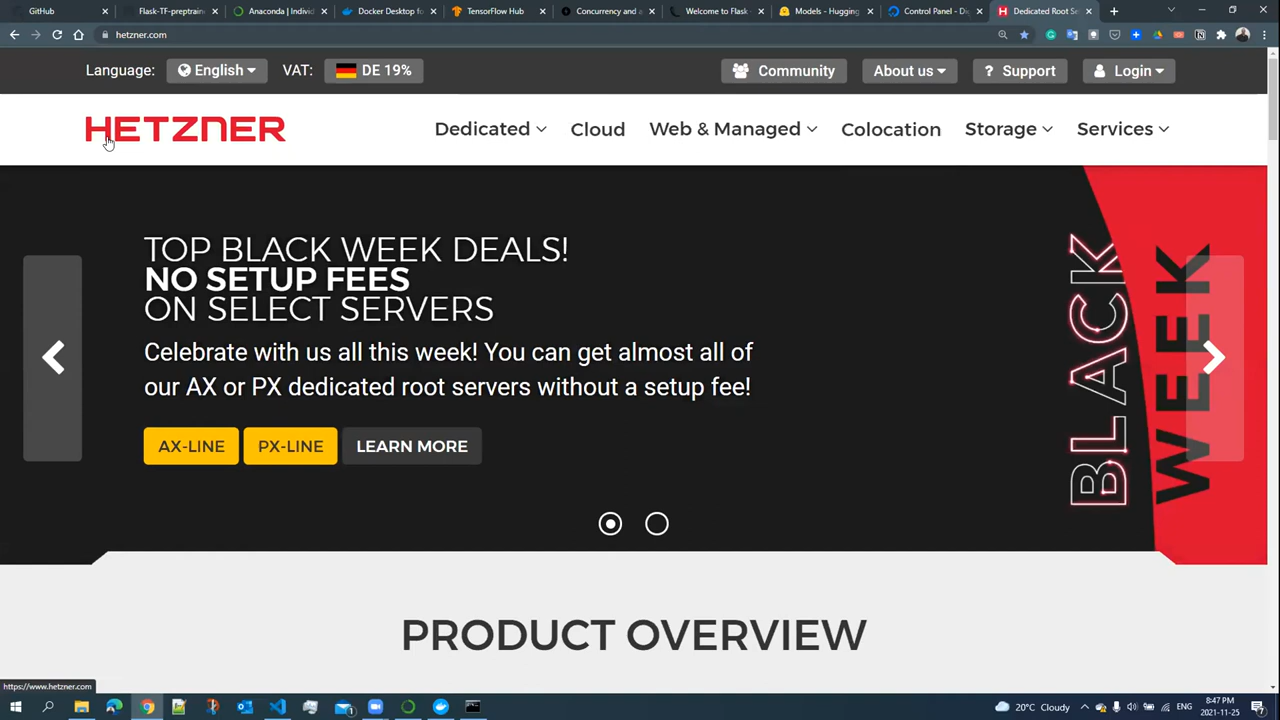 GitHub
Flask-TF-preptraine
Anaconda | Individ
Docker Desktop fo
TensorFlow Hub
Concurrency and a
Welcome to Flask
Models - Hugging
Control Panel - Dig
Dedicated Root Se
hetzner.com
Language:
English
VAT:
DE 19%
Community
About us
? Support
Login
HETZNER
Dedicated
Cloud
Web & Managed
Colocation
Storage
Services
TOP BLACK WEEK DEALS!
NO SETUP FEES
ON SELECT SERVERS
Celebrate with us all this week! You can get almost all of
our AX or PX dedicated root servers without a setup fee!
AX-LINE
PX-LINE
LEARN MORE
BLACK
WEEK
PRODUCT OVERVIEW
https://www.hetzner.com
20°C Cloudy
ENG
8:47 PM
2021-11-25